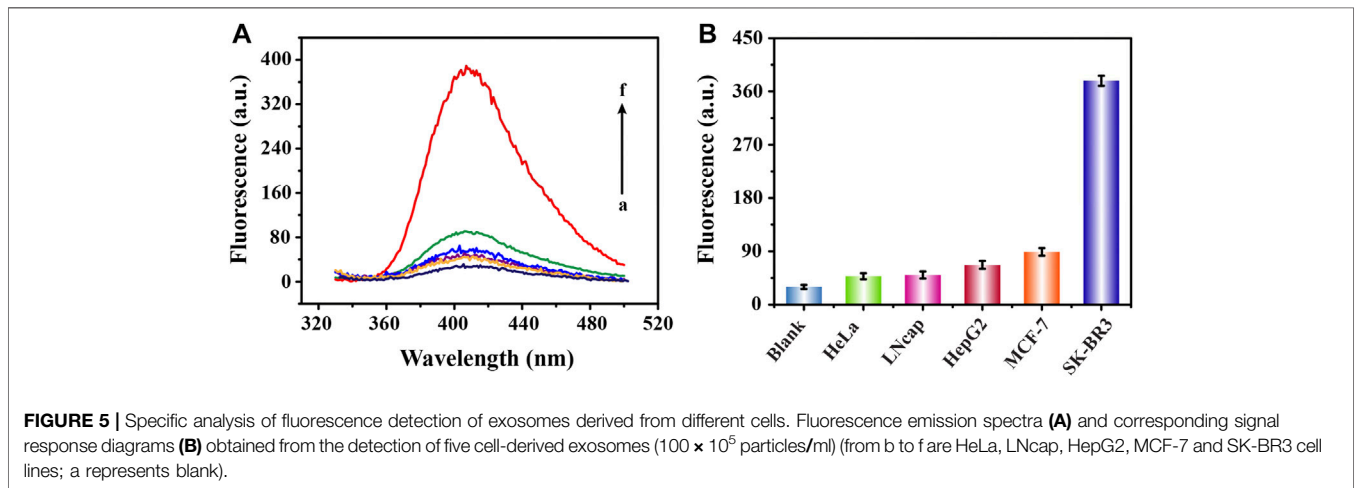 A
Fluorescence (a.u.)
400
320
240
160
80
0
f
a
320 360 400 440 480 520
Wavelength (nm)
B
Fluorescence (a.u.)
450
360
270
180
90
0
Blank HeLa LNcap HepG2 MCF-7 SK-BR3
FIGURE 5 | Specific analysis of fluorescence detection of exosomes derived from different cells. Fluorescence emission spectra (A) and corresponding signal
response diagrams (B) obtained from the detection of five cell-derived exosomes (100 × 10⁵ particles/ml) (from b to f are HeLa, LNcap, HepG2, MCF-7 and SK-BR3 cell
lines; a represents blank).